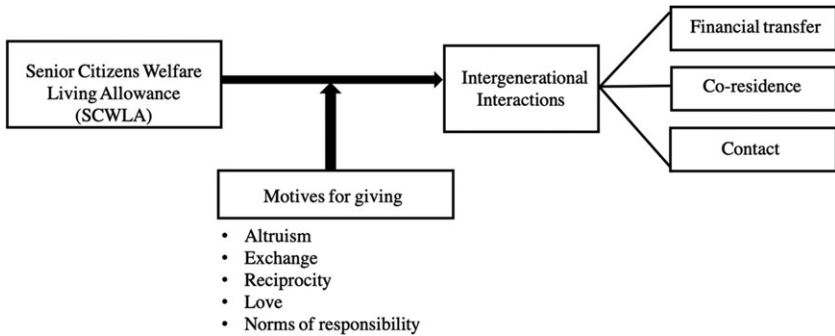 Senior Citizens Welfare
Living Allowance
(SCWLA)
Intergenerational
Interactions
Financial transfer
Co-residence
Contact
Motives for giving
• Altruism
• Exchange
• Reciprocity
• Love
• Norms of responsibility